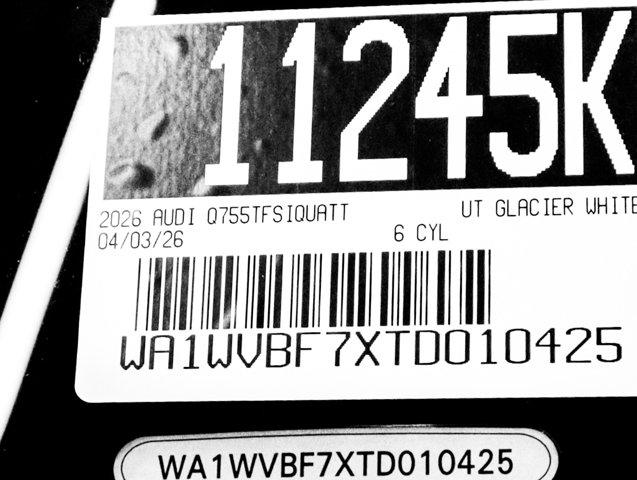 11245K
2026 AUDI Q755TFSIQUATT UT GLACIER WHITE
04/03/26 6 CYL
WA1WVBF7XTD010425
WA1WVBF7XTD010425